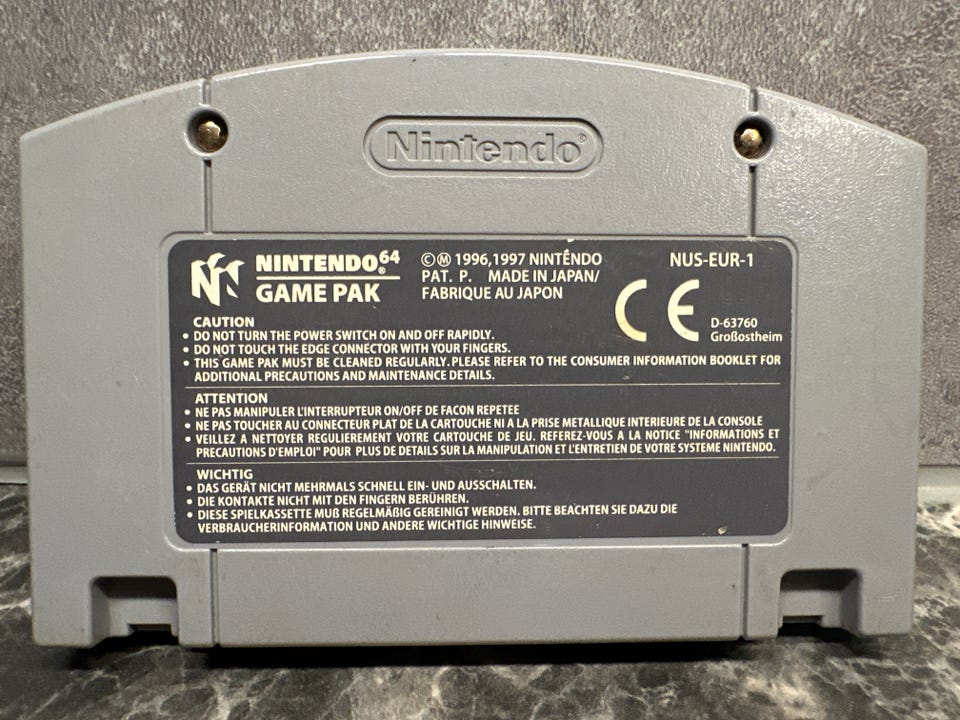 Nintendo®
NINTENDO64®
GAME PAK
©Ⓜ 1996,1997 NINTENDO
PAT. P. MADE IN JAPAN/
FABRIQUE AU JAPON
NUS-EUR-1
CE
D-63760
Großostheim
CAUTION
• DO NOT TURN THE POWER SWITCH ON AND OFF RAPIDLY.
• DO NOT TOUCH THE EDGE CONNECTOR WITH YOUR FINGERS.
• THIS GAME PAK MUST BE CLEANED REGULARLY. PLEASE REFER TO THE CONSUMER INFORMATION BOOKLET FOR
ADDITIONAL PRECAUTIONS AND MAINTENANCE DETAILS.
ATTENTION
• NE PAS MANIPULER L'INTERRUPTEUR ON/OFF DE FACON REPETEE
• NE PAS TOUCHER AU CONNECTEUR PLAT DE LA CARTOUCHE NI A LA PRISE METALLIQUE INTERIEURE DE LA CONSOLE
• VEILLEZ A NETTOYER REGULIEREMENT VOTRE CARTOUCHE DE JEU. REFEREZ-VOUS A LA NOTICE "INFORMATIONS ET
PRECAUTIONS D'EMPLOI" POUR PLUS DE DETAILS SUR LA MANIPULATION ET L'ENTRETIEN DE VOTRE SYSTEME NINTENDO.
WICHTIG
• DAS GERÄT NICHT MEHRMALS SCHNELL EIN- UND AUSSCHALTEN.
• DIE KONTAKTE NICHT MIT DEN FINGERN BERÜHREN.
• DIESE SPIELKASSETTE MUß REGELMÄßIG GEREINIGT WERDEN. BITTE BEACHTEN SIE DAZU DIE
VERBRAUCHERINFORMATION UND ANDERE WICHTIGE HINWEISE.